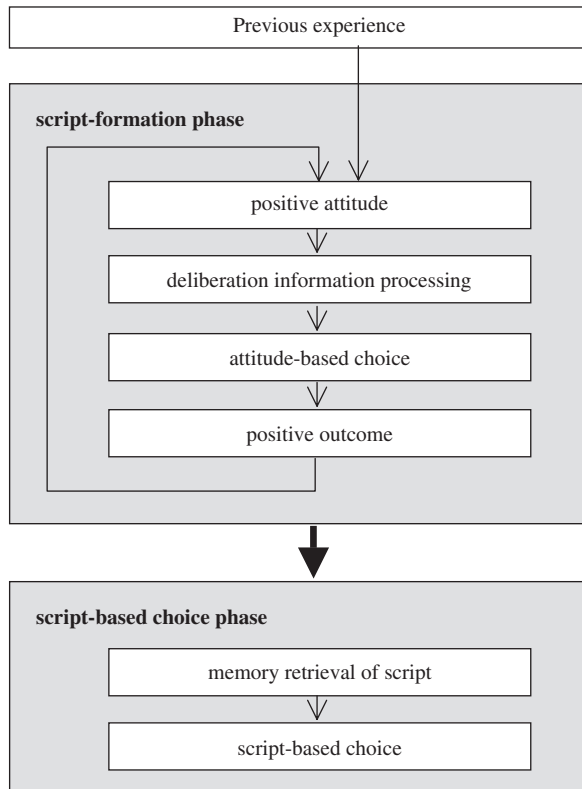 Previous experience
script-formation phase
positive attitude
deliberation information processing
attitude-based choice
positive outcome
script-based choice phase
memory retrieval of script
script-based choice